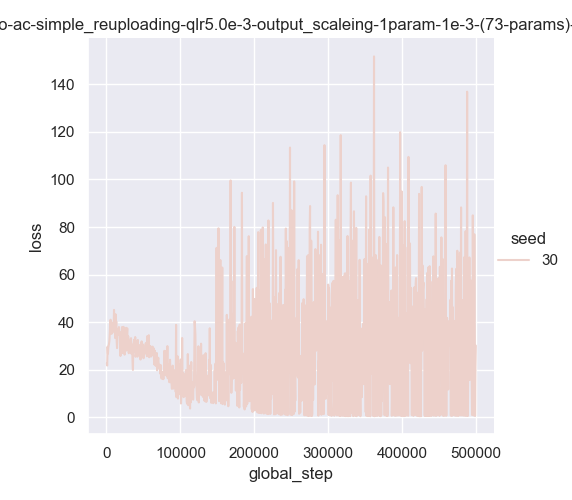 o-ac-simple_reuploading-qlr5.0e-3-output_scaleing-1param-1e-3-(73-params)-
140
120
100
80
60
40
20
0
loss
seed
30
0 100000 200000 300000 400000 500000
global_step